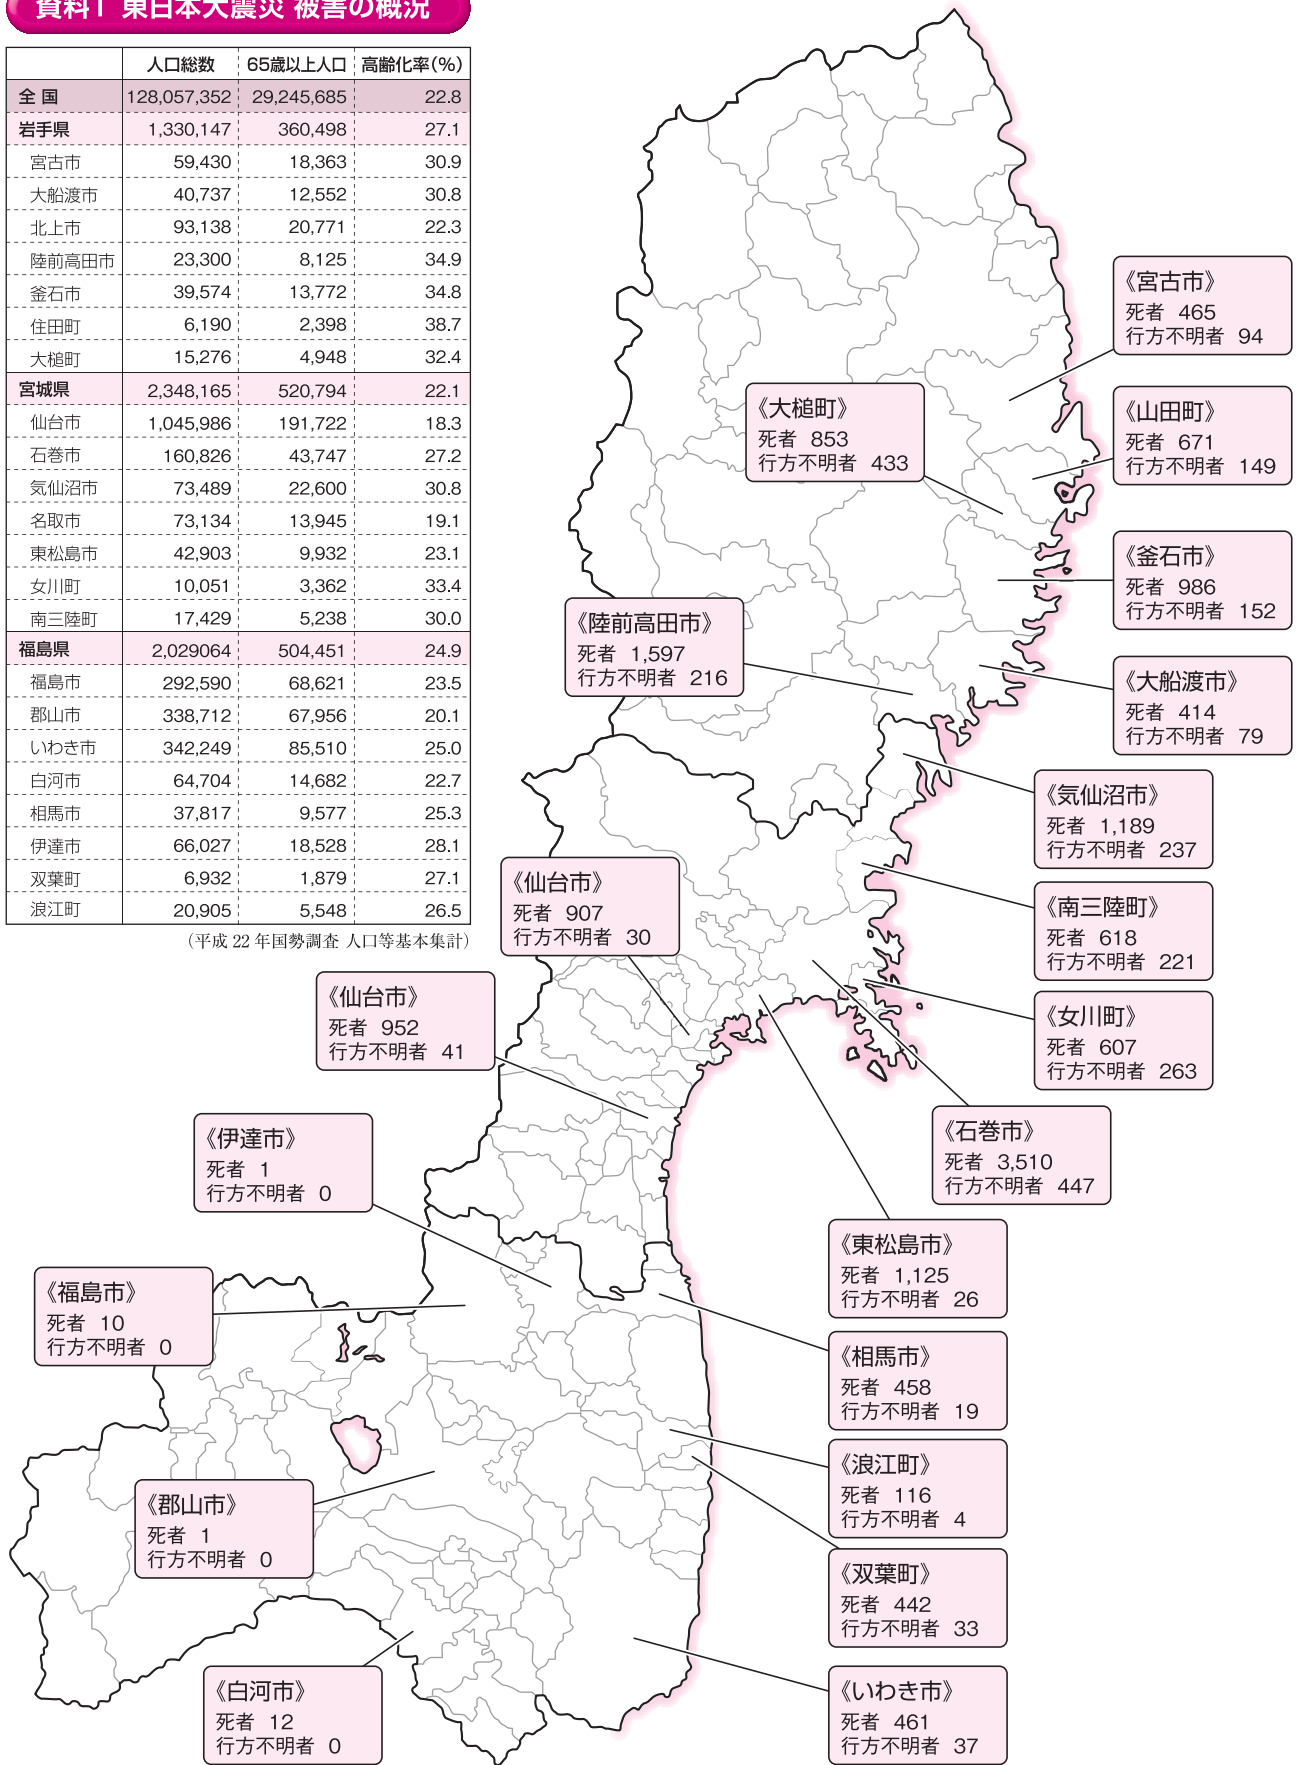 資料1 東日本大震災 被害の概況
人口総数 65歳以上人口 高齢化率(%)
全国 128,057,352 29,245,685 22.8
岩手県 1,330,147 360,498 27.1
宮古市 59,430 18,363 30.9
大船渡市 40,737 12,552 30.8
北上市 93,138 20,771 22.3
陸前高田市 23,300 8,125 34.9
釜石市 39,574 13,772 34.8
住田町 6,190 2,398 38.7
大槌町 15,276 4,948 32.4
宮城県 2,348,165 520,794 22.1
仙台市 1,045,986 191,722 18.3
石巻市 160,826 43,747 27.2
気仙沼市 73,489 22,600 30.8
名取市 73,134 13,945 19.1
東松島市 42,903 9,932 23.1
女川町 10,051 3,362 33.4
南三陸町 17,429 5,238 30.0
福島県 2,029064 504,451 24.9
福島市 292,590 68,621 23.5
郡山市 338,712 67,956 20.1
いわき市 342,249 85,510 25.0
白河市 64,704 14,682 22.7
相馬市 37,817 9,577 25.3
伊達市 66,027 18,528 28.1
双葉町 6,932 1,879 27.1
浪江町 20,905 5,548 26.5
(平成22年国勢調査 人口等基本集計)
《宮古市》
死者 465
行方不明者 94
《大槌町》
死者 853
行方不明者 433
《山田町》
死者 671
行方不明者 149
《釜石市》
死者 986
行方不明者 152
《陸前高田市》
死者 1,597
行方不明者 216
《大船渡市》
死者 414
行方不明者 79
《気仙沼市》
死者 1,189
行方不明者 237
《仙台市》
死者 907
行方不明者 30
《南三陸町》
死者 618
行方不明者 221
《仙台市》
死者 952
行方不明者 41
《女川町》
死者 607
行方不明者 263
《石巻市》
死者 3,510
行方不明者 447
《伊達市》
死者 1
行方不明者 0
《東松島市》
死者 1,125
行方不明者 26
《福島市》
死者 10
行方不明者 0
《相馬市》
死者 458
行方不明者 19
《浪江町》
死者 116
行方不明者 4
《郡山市》
死者 1
行方不明者 0
《双葉町》
死者 442
行方不明者 33
《白河市》
死者 12
行方不明者 0
《いわき市》
死者 461
行方不明者 37